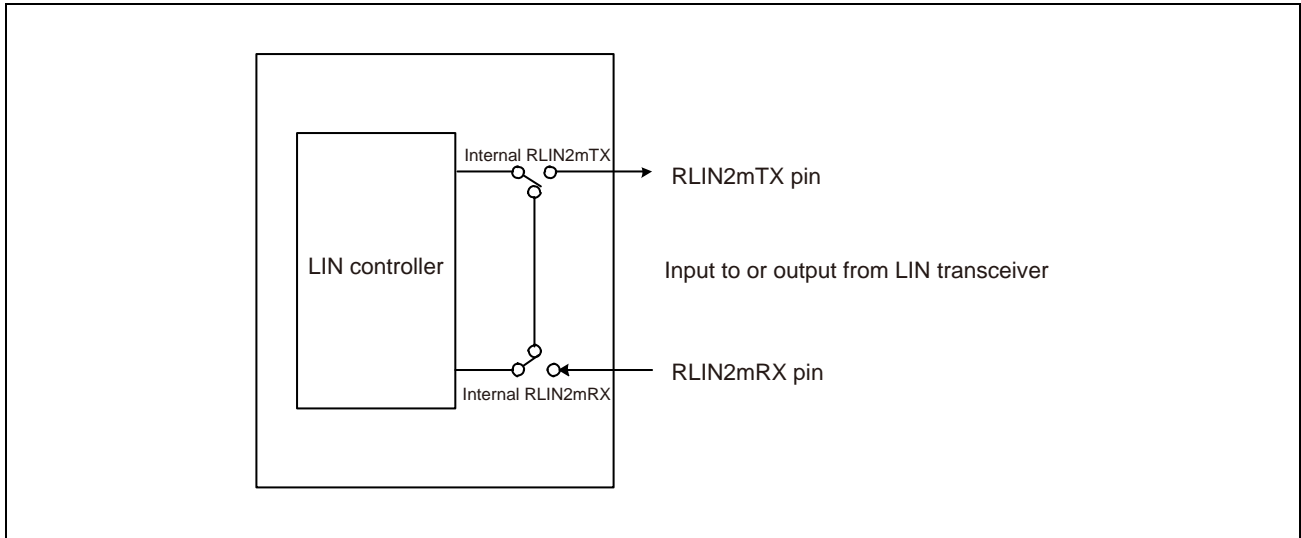 Internal RLIN2mTX
RLIN2mTX pin
LIN controller
Input to or output from LIN transceiver
RLIN2mRX pin
Internal RLIN2mRX